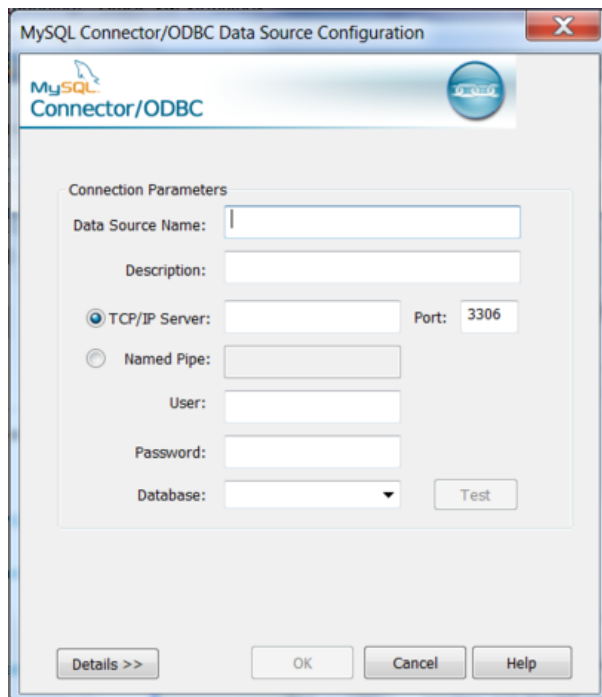 MySQL Connector/ODBC Data Source Configuration
MySQL
Connector/ODBC
Connection Parameters
Data Source Name:
Description:
TCP/IP Server: Port: 3306
Named Pipe:
User:
Password:
Database: Test
Details >> OK Cancel Help